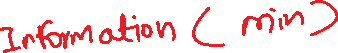 Information ( min )